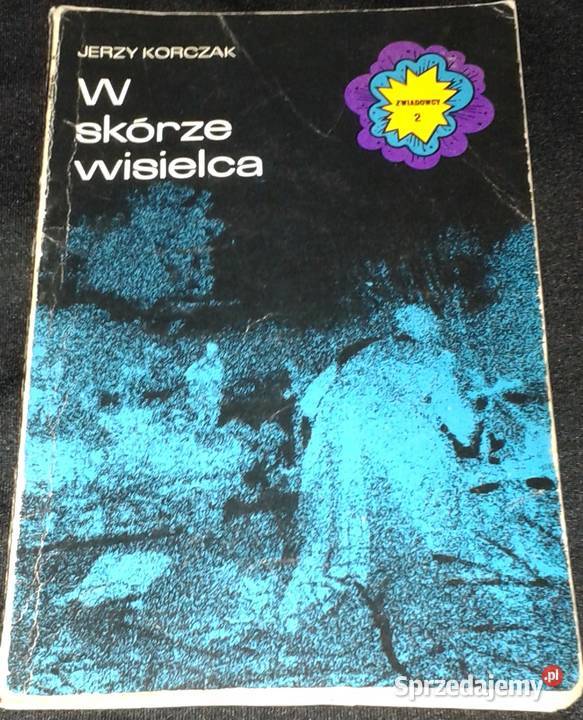 JERZY KORCZAK
W
skórze
wisielca
ZWIADOWCY
2
Sprzedajemy.pl